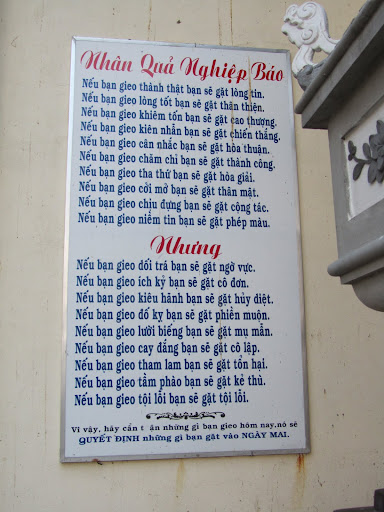 Nhân Quả Nghiệp Báo
Nếu bạn gieo thành thật bạn sẽ gặt lòng tin.
Nếu bạn gieo lòng tốt bạn sẽ gặt thân thiện.
Nếu bạn gieo khiêm tốn bạn sẽ gặt cao thượng.
Nếu bạn gieo kiên nhẫn bạn sẽ gặt chiến thắng.
Nếu bạn gieo cân nhắc bạn sẽ gặt hòa thuận.
Nếu bạn gieo chăm chỉ bạn sẽ gặt thành công.
Nếu bạn gieo tha thứ bạn sẽ gặt hòa giải.
Nếu bạn gieo cởi mở bạn sẽ gặt thân mật.
Nếu bạn gieo chịu đựng bạn sẽ gặt cộng tác.
Nếu bạn gieo niềm tin bạn sẽ gặt phép màu.
Nhưng
Nếu bạn gieo dối trá bạn sẽ gặt ngờ vực.
Nếu bạn gieo ích kỷ bạn sẽ gặt cô đơn.
Nếu bạn gieo kiêu hãnh bạn sẽ gặt hủy diệt.
Nếu bạn gieo đố kỵ bạn sẽ gặt phiền muộn.
Nếu bạn gieo lười biếng bạn sẽ gặt mụ mẫn.
Nếu bạn gieo cay đắng bạn sẽ gặt cô lập.
Nếu bạn gieo tham lam bạn sẽ gặt tổn hại.
Nếu bạn gieo tầm phào bạn sẽ gặt kẻ thù.
Nếu bạn gieo tội lỗi bạn sẽ gặt tội lỗi.
Vì vậy, hãy cẩn t ận những gì bạn gieo hôm nay,nó sẽ
QUYẾT ĐỊNH những gì bạn gặt vào NGÀY MAI.